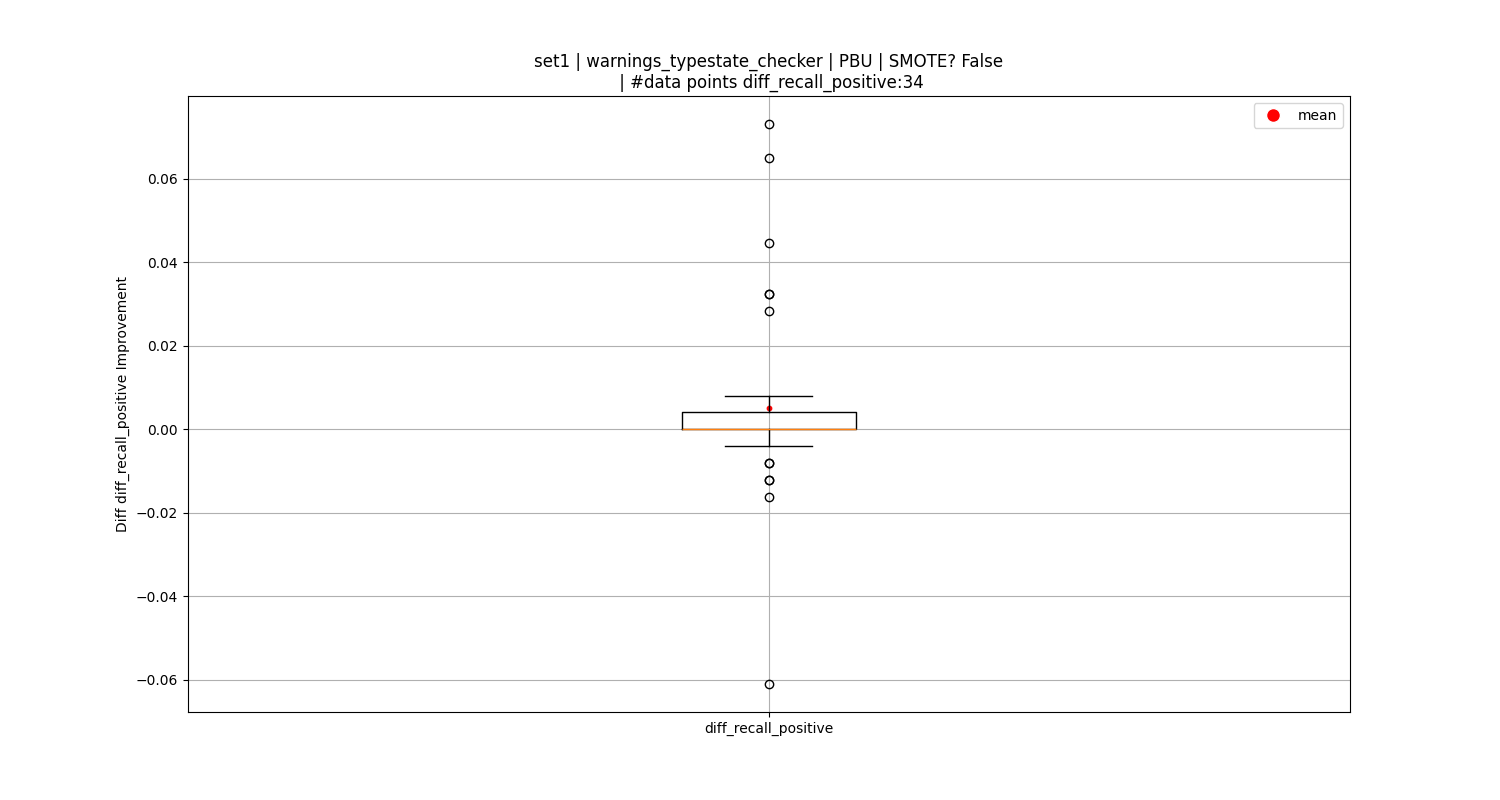 set1 | warnings_typestate_checker | PBU | SMOTE? False
| #data points diff_recall_positive:34
mean
0.06
0.04
0.02
0.00
−0.02
−0.04
−0.06
Diff diff_recall_positive Improvement
diff_recall_positive